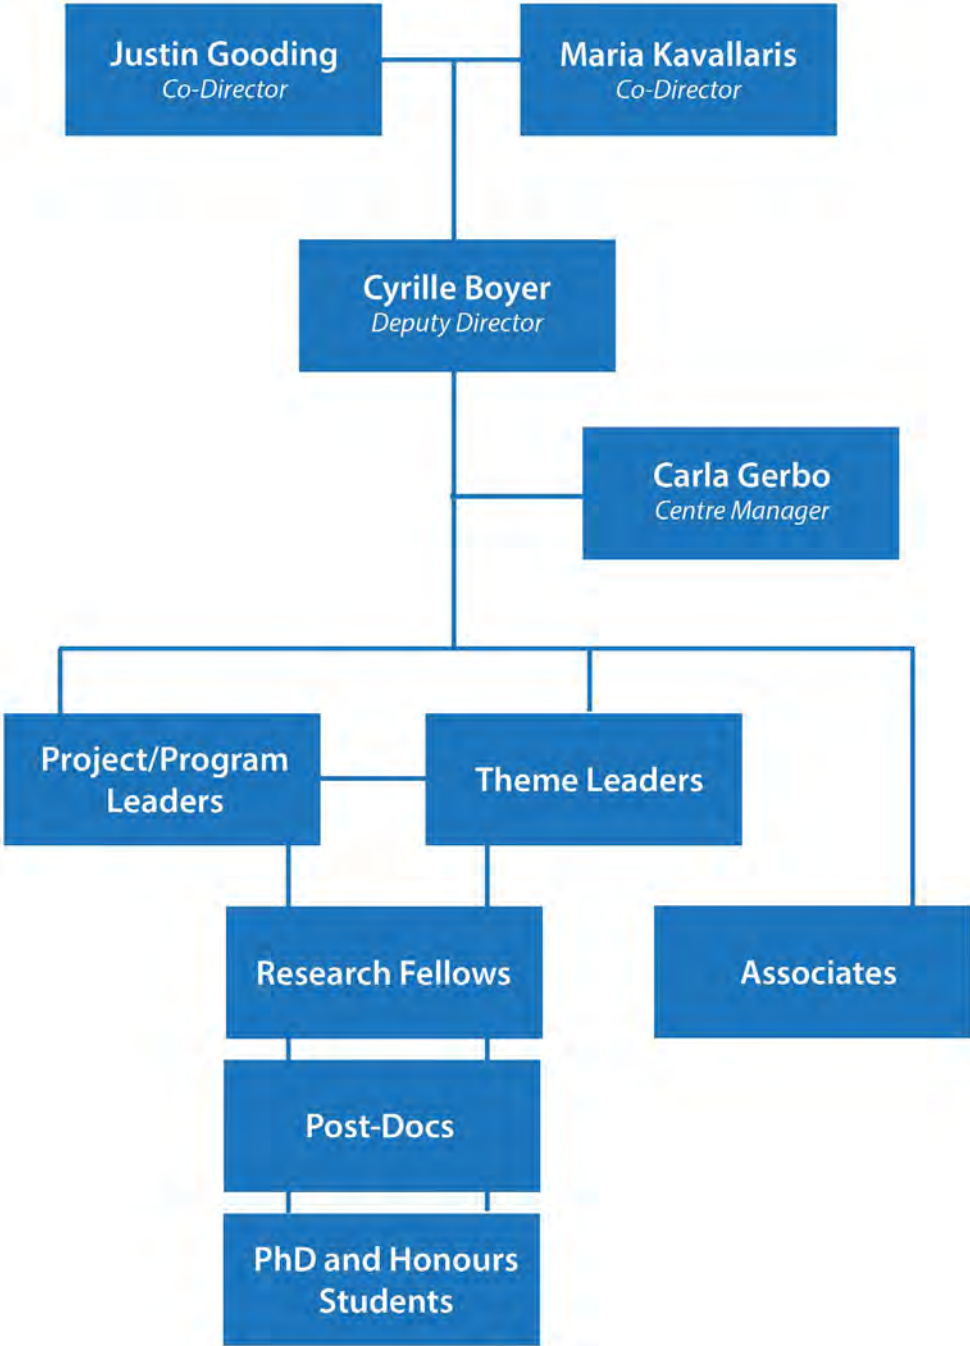 Justin Gooding
Co-Director
Maria Kavallaris
Co-Director
Cyrille Boyer
Deputy Director
Carla Gerbo
Centre Manager
Project/Program
Leaders
Theme Leaders
Research Fellows
Associates
Post-Docs
PhD and Honours
Students